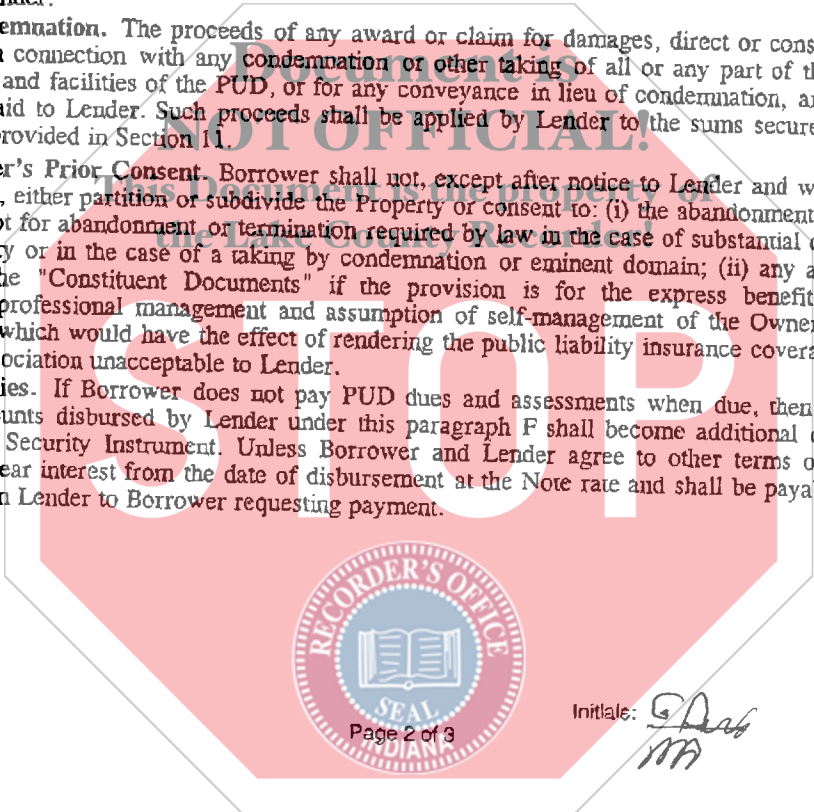 emnation. The proceeds of any award or claim for damages, direct or cons
connection with any condemnation or other taking of all or any part of th
and facilities of the PUD, or for any conveyance in lieu of condemnation, ar
aid to Lender. Such proceeds shall be applied by Lender to the sums secure
provided in Section 11.
er's Prior Consent. Borrower shall not, except after notice to Lender and w
, either partition or subdivide the Property or consent to: (i) the abandonment
pt for abandonment or termination required by law in the case of substantial
ty or in the case of a taking by condemnation or eminent domain; (ii) any a
he "Constituent Documents" if the provision is for the express benefit
professional management and assumption of self-management of the Owner
which would have the effect of rendering the public liability insurance covera
ociation unacceptable to Lender.
ies. If Borrower does not pay PUD dues and assessments when due, then
unts disbursed by Lender under this paragraph F shall become additional
Security Instrument. Unless Borrower and Lender agree to other terms o
ear interest from the date of disbursement at the Note rate and shall be paya
n Lender to Borrower requesting payment.
Document is
NOT OFFICIAL!
This Document is the property of
the Lake County Recorder!
STOP
RECORDER'S OFFICE
SEAL
INDIANA
Initials:
Page 2 of 3